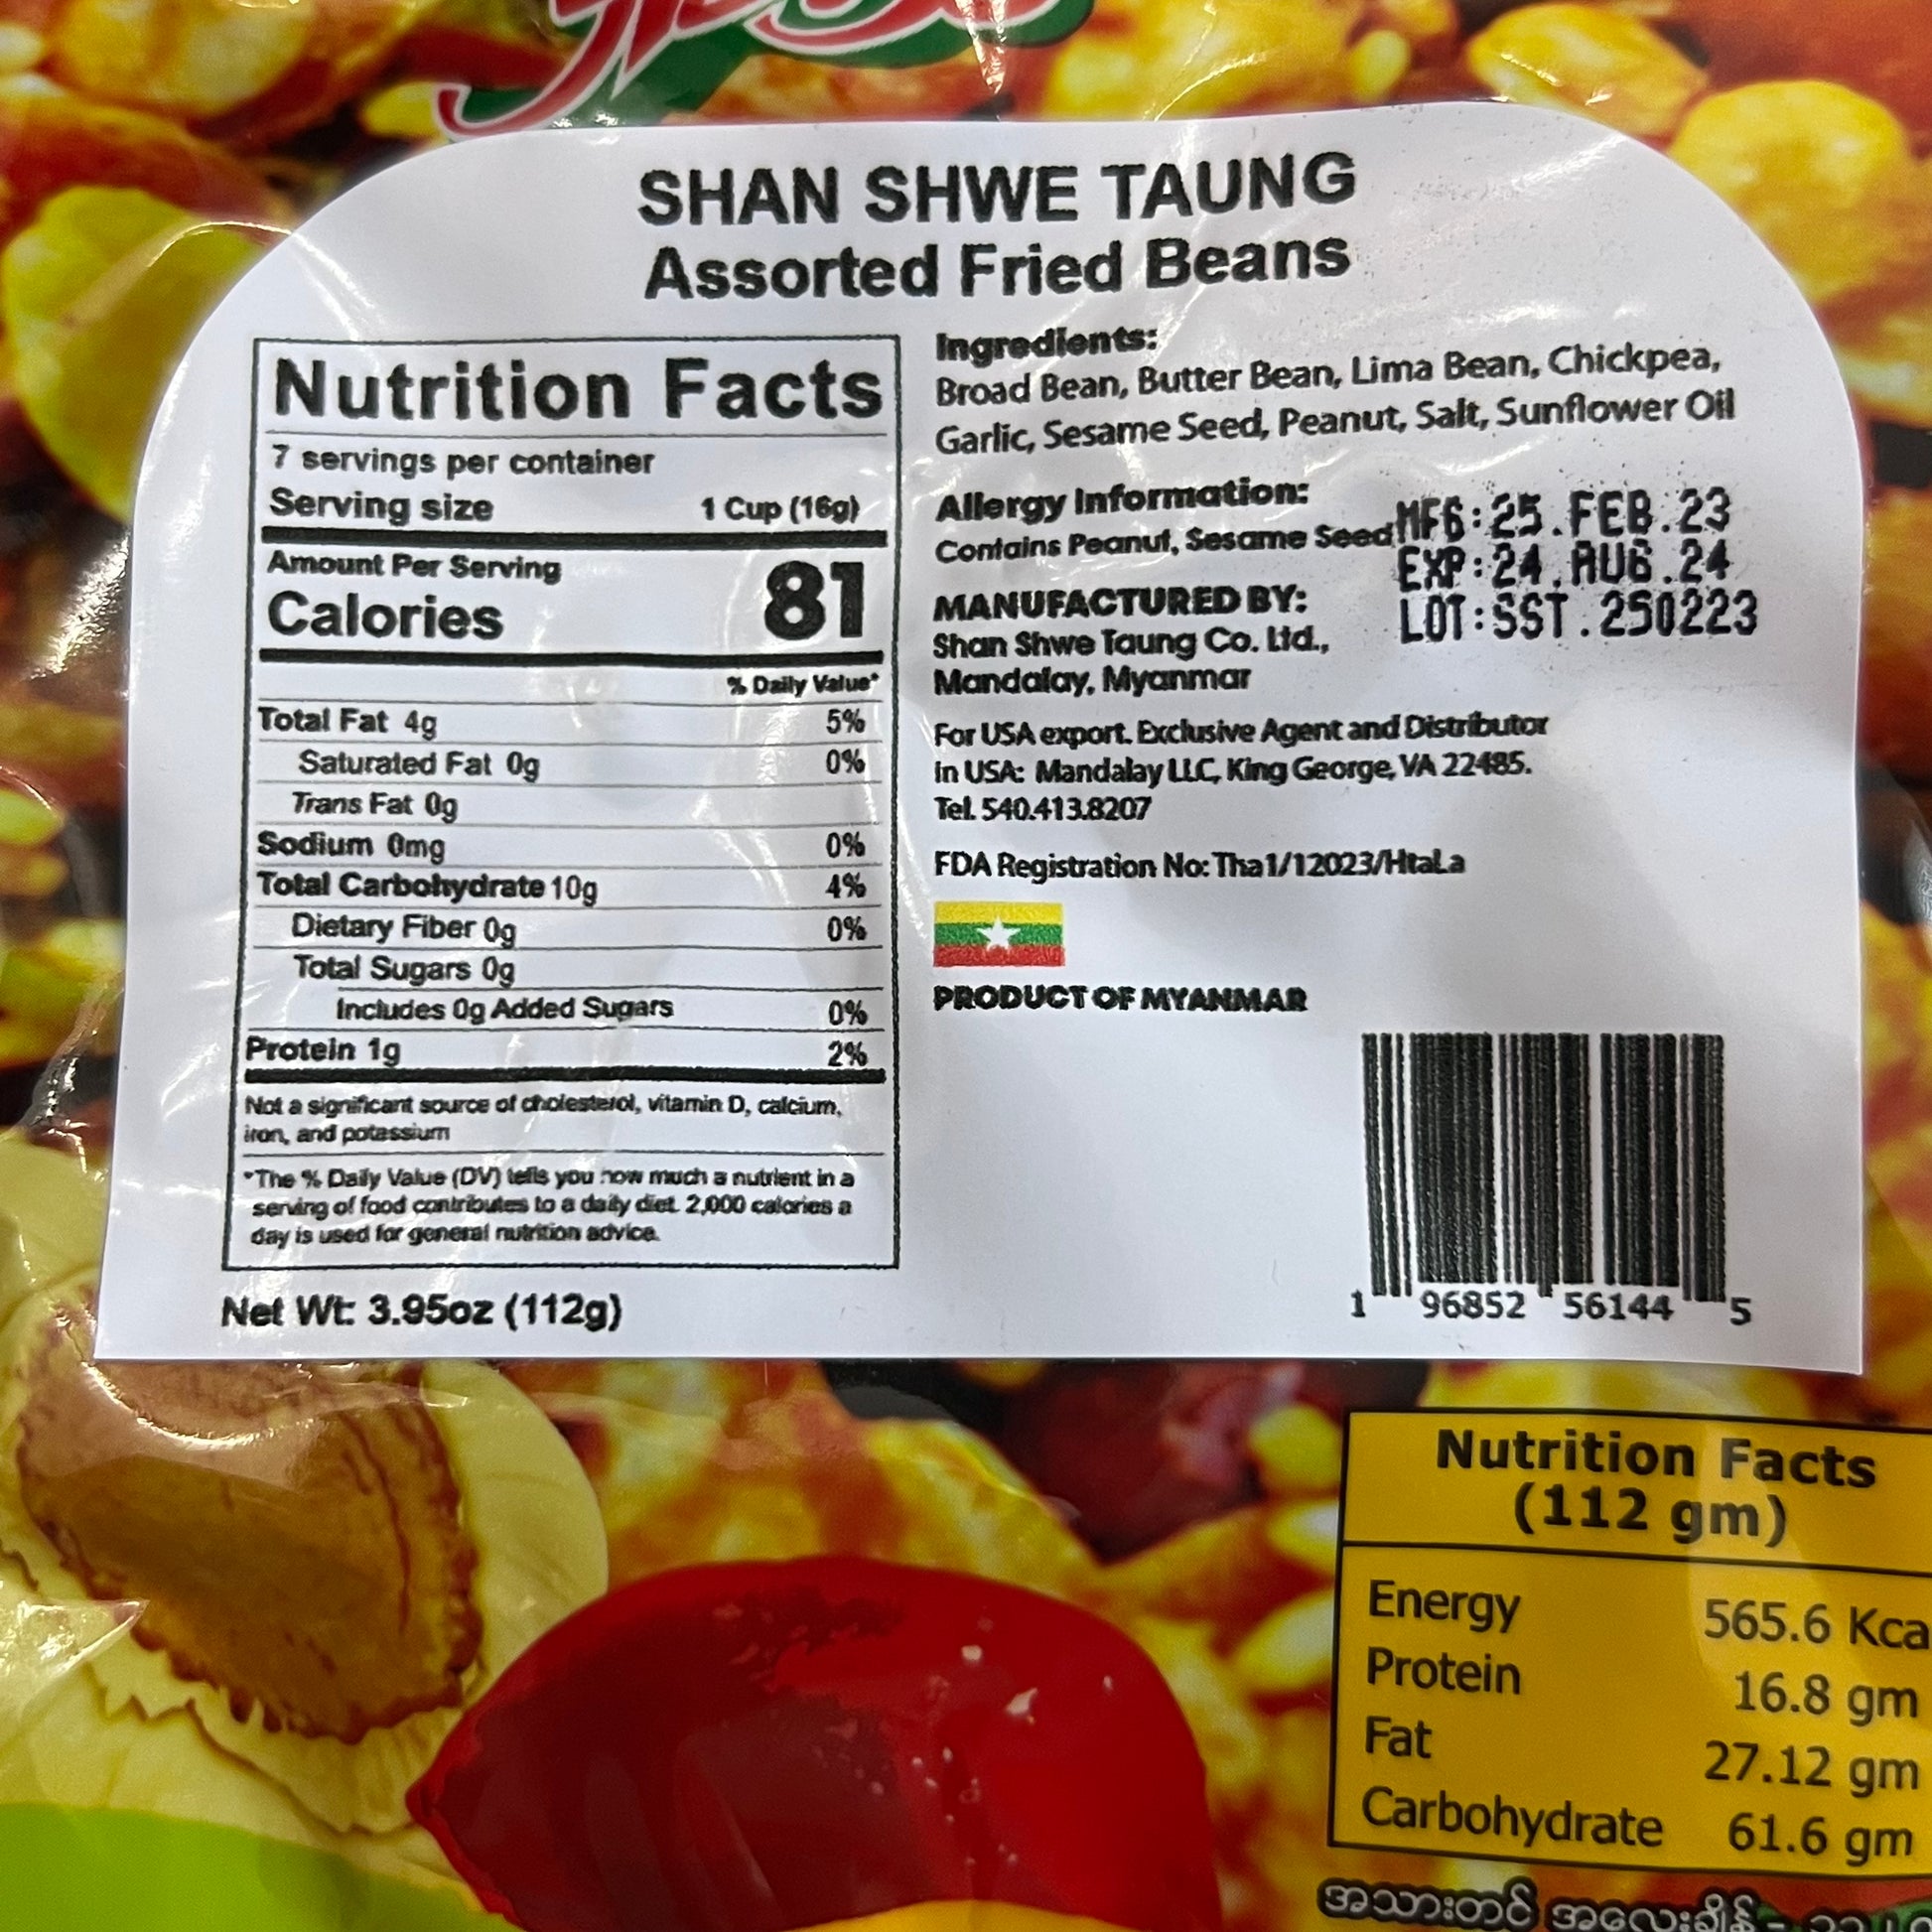 SHAN SHWE TAUNG
Assorted Fried Beans
Nutrition Facts
7 servings per container
Serving size 1 Cup (16g)
Amount Per Serving
Calories 81
% Daily Value*
Total Fat 4g 5%
Saturated Fat 0g 0%
Trans Fat 0g
Sodium 0mg 0%
Total Carbohydrate 10g 4%
Dietary Fiber 0g 0%
Total Sugars 0g
Includes 0g Added Sugars 0%
Protein 1g 2%
Not a significant source of cholesterol, vitamin D, calcium,
iron, and potassium
*The % Daily Value (DV) tells you how much a nutrient in a
serving of food contributes to a daily diet. 2,000 calories a
day is used for general nutrition advice.
Net Wt: 3.95oz (112g)
Ingredients:
Broad Bean, Butter Bean, Lima Bean, Chickpea,
Garlic, Sesame Seed, Peanut, Salt, Sunflower Oil
Allergy Information:
Contains Peanut, Sesame Seed
MFG:25.FEB.23
EXP:24.AUG.24
LOT:SST.250223
MANUFACTURED BY:
Shan Shwe Taung Co. Ltd.,
Mandalay, Myanmar
For USA export. Exclusive Agent and Distributor
in USA: Mandalay LLC, King George, VA 22485.
Tel. 540.413.8207
FDA Registration No: Tha1/12023/HtaLa
PRODUCT OF MYANMAR
1 96852 56144 5
Nutrition Facts
(112 gm)
Energy 565.6 Kca
Protein 16.8 gm
Fat 27.12 gm
Carbohydrate 61.6 gm
အသားတင် အလေးချိန်